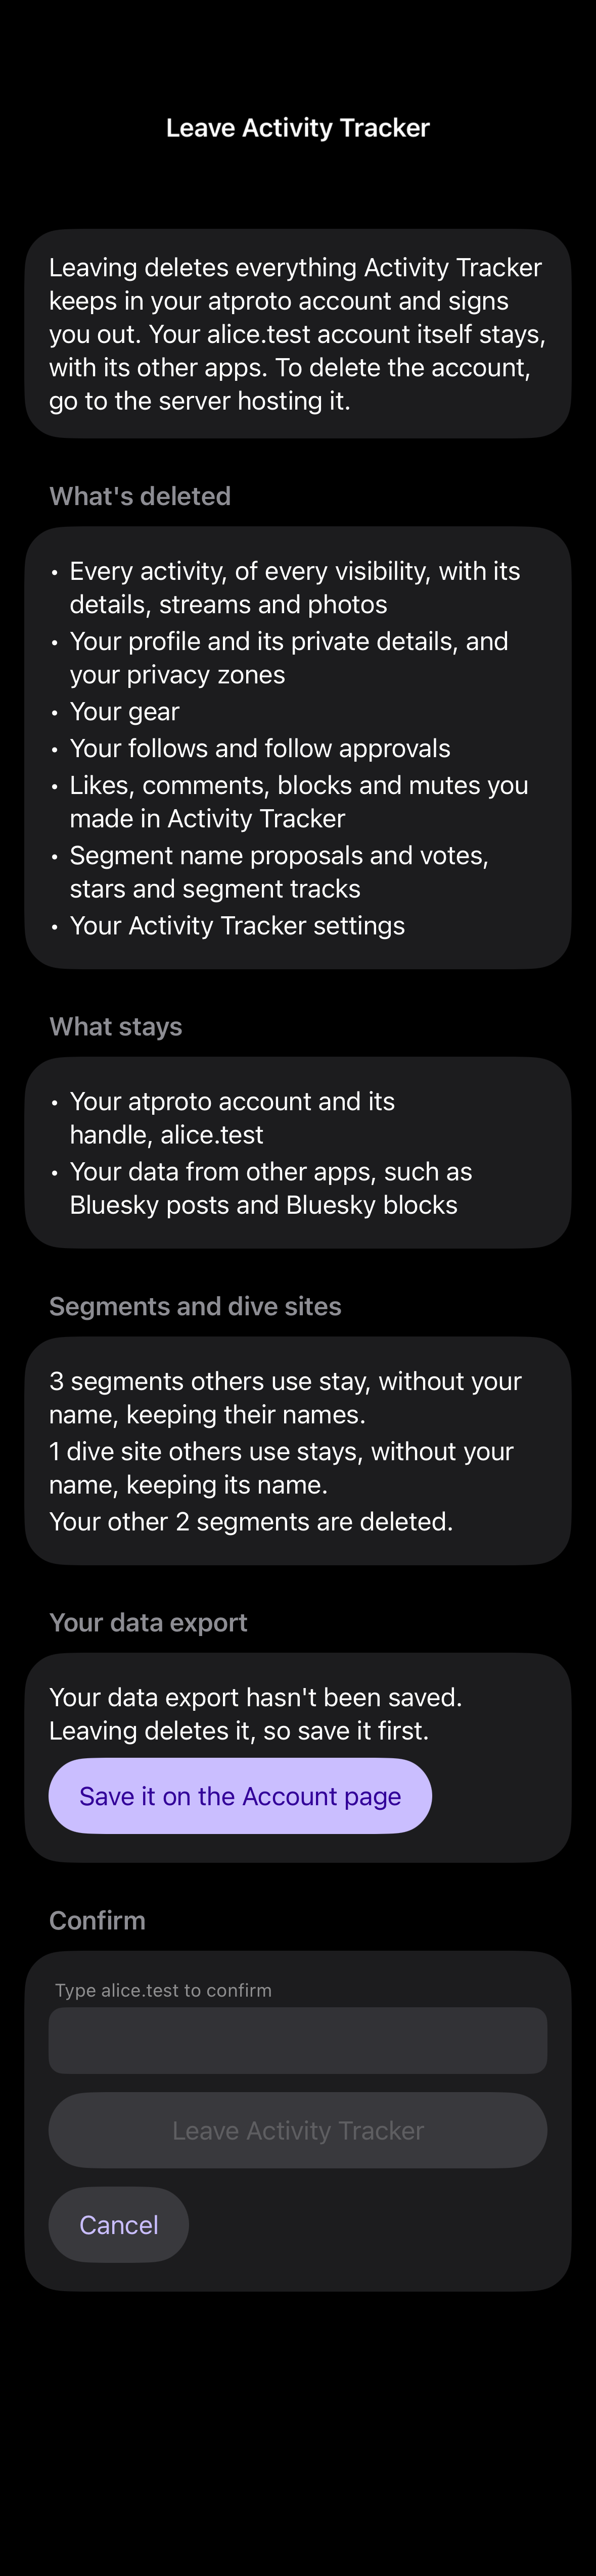 Leave Activity Tracker
Leaving deletes everything Activity Tracker
keeps in your atproto account and signs
you out. Your alice.test account itself stays,
with its other apps. To delete the account,
go to the server hosting it.
What's deleted
• Every activity, of every visibility, with its
details, streams and photos
• Your profile and its private details, and
your privacy zones
• Your gear
• Your follows and follow approvals
• Likes, comments, blocks and mutes you
made in Activity Tracker
• Segment name proposals and votes,
stars and segment tracks
• Your Activity Tracker settings
What stays
• Your atproto account and its
handle, alice.test
• Your data from other apps, such as
Bluesky posts and Bluesky blocks
Segments and dive sites
3 segments others use stay, without your
name, keeping their names.
1 dive site others use stays, without your
name, keeping its name.
Your other 2 segments are deleted.
Your data export
Your data export hasn't been saved.
Leaving deletes it, so save it first.
Save it on the Account page
Confirm
Type alice.test to confirm
Leave Activity Tracker
Cancel